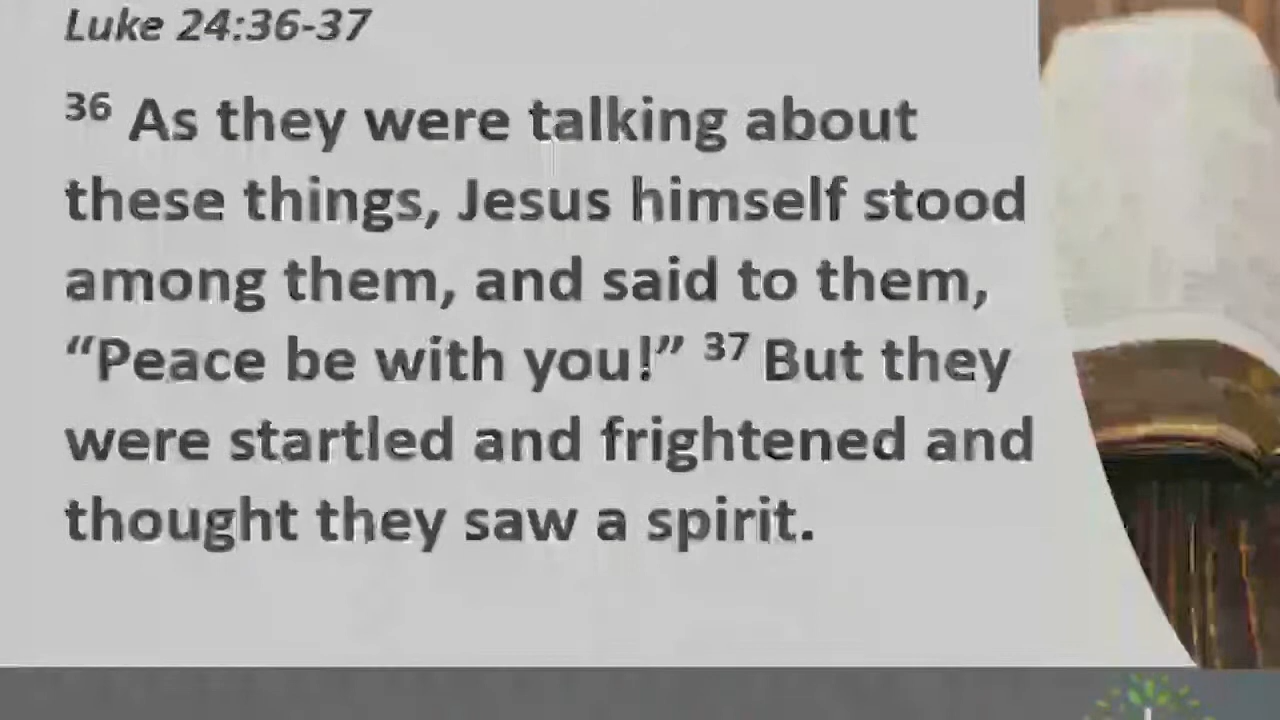 Luke 24:36-37
36 As they were talking about
these things, Jesus himself stood
among them, and said to them,
“Peace be with you!” 37 But they
were startled and frightened and
thought they saw a spirit.